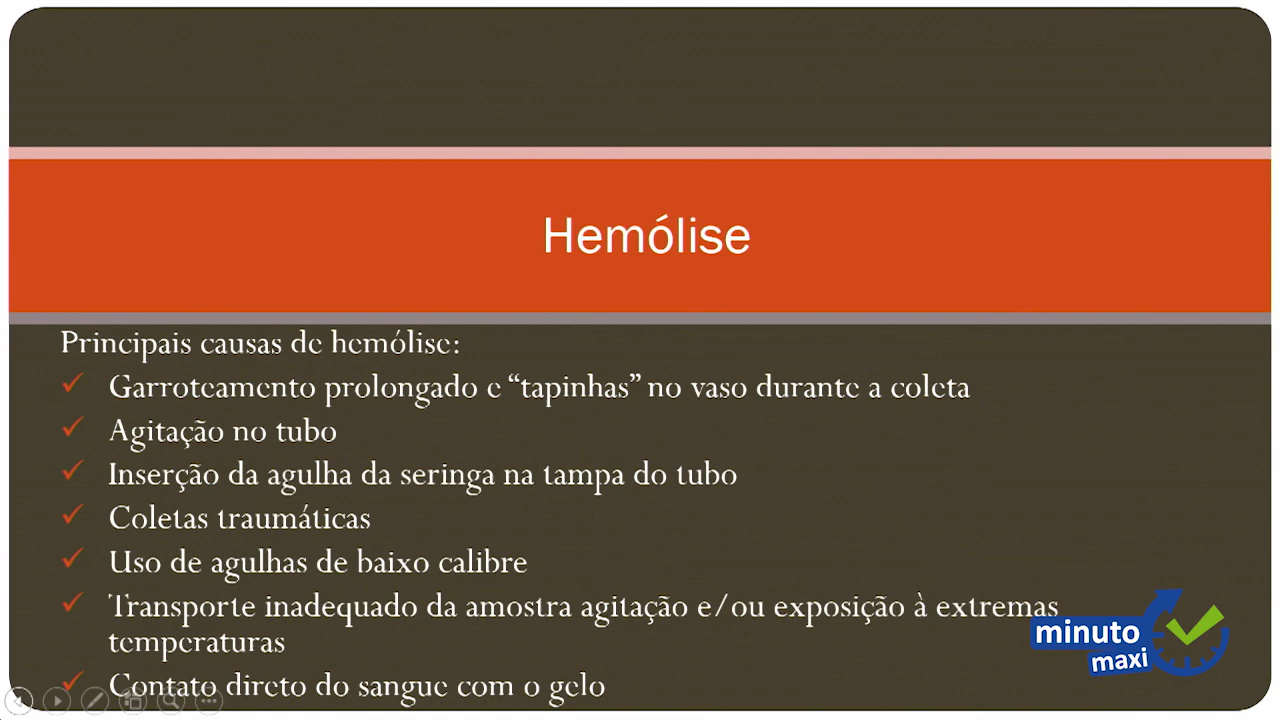 Hemólise
Principais causas de hemólise:
Garroteamento prolongado e “tapinhas” no vaso durante a coleta
Agitação no tubo
Inserção da agulha da seringa na tampa do tubo
Coletas traumáticas
Uso de agulhas de baixo calibre
Transporte inadequado da amostra agitação e/ou exposição à extremas
temperaturas
minuto
maxi
Contato direto do sangue com o gelo